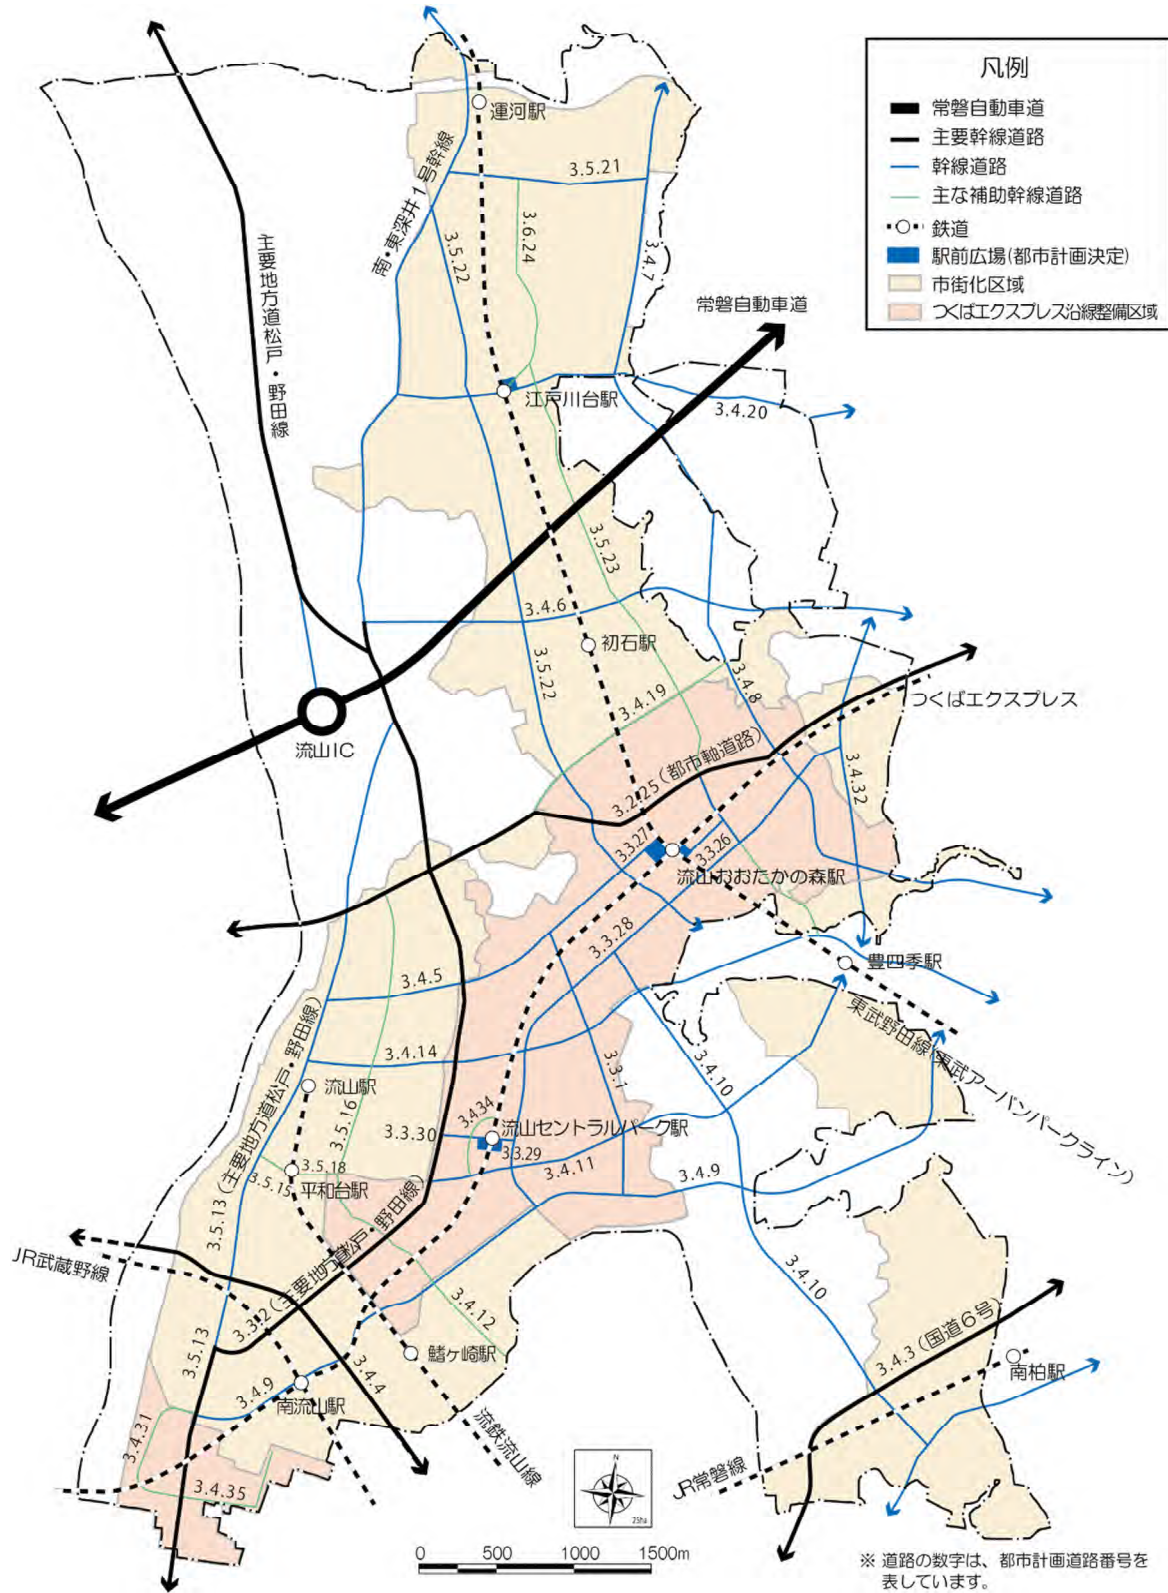 凡例
常磐自動車道
主要幹線道路
幹線道路
主な補助幹線道路
鉄道
駅前広場(都市計画決定)
市街化区域
つくばエクスプレス沿線整備区域
運河駅
南・東深井1号幹線
3.5.21
3.6.24
3.5.22
3.4.7
主要地方道松戸・野田線
常磐自動車道
江戸川台駅
3.4.20
3.5.23
3.4.6
初石駅
3.5.22
3.4.19
3.4.8
つくばエクスプレス
流山IC
3.2.25(都市軸道路)
3.4.32
3.3.27
3.3.26
流山おおたかの森駅
3.3.28
豊四季駅
3.4.5
東武野田線(東武アーバンパークライン)
3.4.14
3.3.1
3.4.10
流山駅
3.5.16
3.4.34
3.3.30
流山セントラルパーク駅
3.3.29
3.4.11
3.4.9
3.5.18
3.5.15
平和台駅
3.5.13(主要地方道松戸・野田線)
JR武蔵野線
3.3.2(主要地方道松戸・野田線)
3.4.12
3.4.10
3.5.13
鰭ヶ崎駅
3.4.4
3.4.3(国道6号)
南柏駅
3.4.9
南流山駅
3.4.31
流鉄流山線
JR常磐線
3.4.35
N
25ha
0 500 1000 1500m
※ 道路の数字は、都市計画道路番号を
表しています。